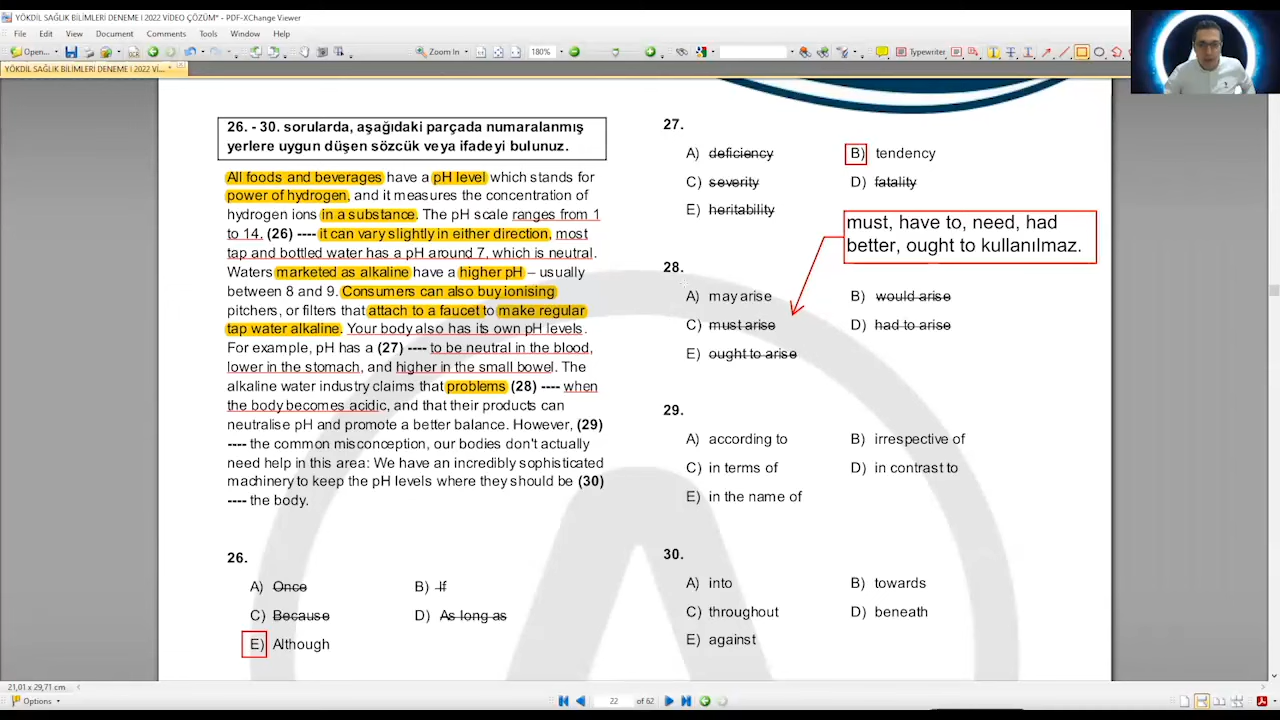 YÖKDİL SAĞLIK BİLİMLERİ DENEME I 2022 VİDEO ÇÖZÜM* - PDF-XChange Viewer
File Edit View Document Comments Tools Window Help
Open... Zoom In 180% Typewriter
YÖKDİL SAĞLIK BİLİMLERİ DENEME I 2022 Vİ... *
26. - 30. sorularda, aşağıdaki parçada numaralanmış
yerlere uygun düşen sözcük veya ifadeyi bulunuz.
All foods and beverages have a pH level which stands for
power of hydrogen, and it measures the concentration of
hydrogen ions in a substance. The pH scale ranges from 1
to 14. (26) ---- it can vary slightly in either direction, most
tap and bottled water has a pH around 7, which is neutral.
Waters marketed as alkaline have a higher pH – usually
between 8 and 9. Consumers can also buy ionising
pitchers, or filters that attach to a faucet to make regular
tap water alkaline. Your body also has its own pH levels.
For example, pH has a (27) ---- to be neutral in the blood,
lower in the stomach, and higher in the small bowel. The
alkaline water industry claims that problems (28) ---- when
the body becomes acidic, and that their products can
neutralise pH and promote a better balance. However, (29)
---- the common misconception, our bodies don't actually
need help in this area: We have an incredibly sophisticated
machinery to keep the pH levels where they should be (30)
---- the body.
26.
A) Once B) If
C) Because D) As long as
E) Although
27.
A) deficiency B) tendency
C) severity D) fatality
E) heritability
must, have to, need, had
better, ought to kullanılmaz.
28.
A) may arise B) would arise
C) must arise D) had to arise
E) ought to arise
29.
A) according to B) irrespective of
C) in terms of D) in contrast to
E) in the name of
30.
A) into B) towards
C) throughout D) beneath
E) against
21,01 x 29,71 cm
Options 22 of 62